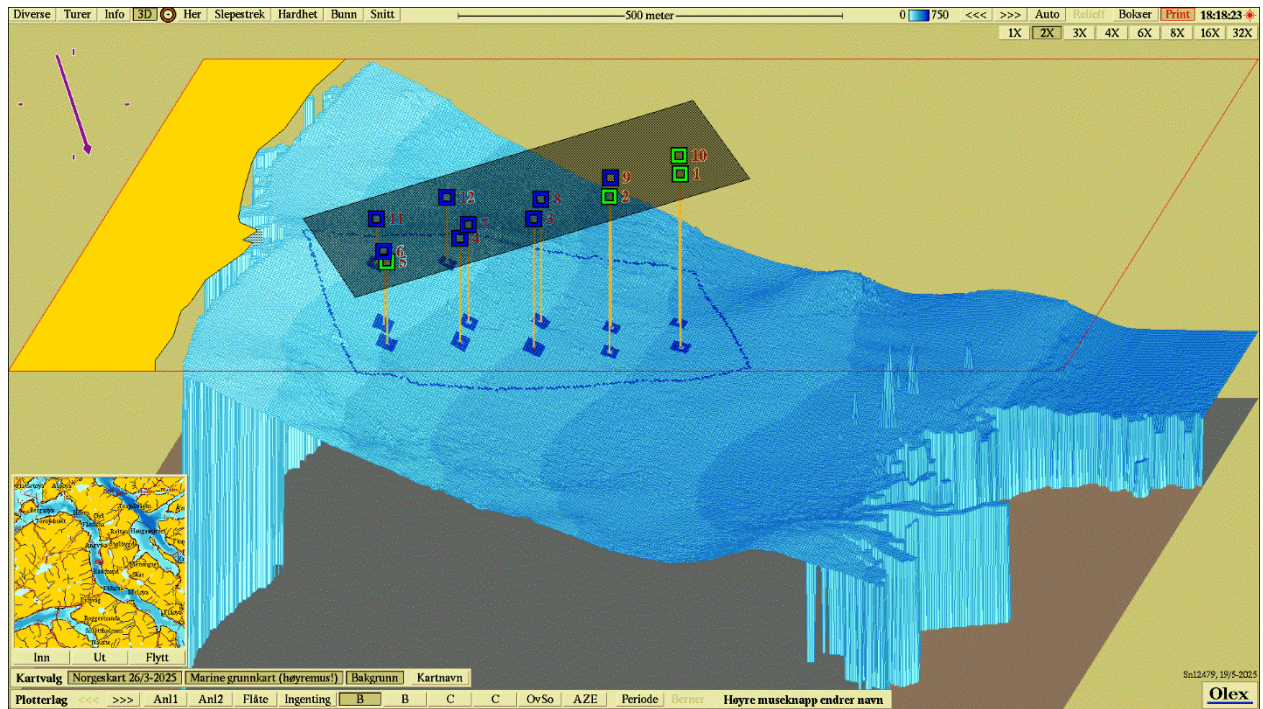 Diverse Turer Info 3D Her Slepestrek Hardhet Bunn Snitt 500 meter 0 750 <<< >>> Auto Relieff Bokser Print 18:18:23
1X 2X 3X 4X 6X 8X 16X 32X
10
9 1
12 8 2
11 7 3
4
6
5
Inn Ut Flytt
Kartvalg Norgeskart 26/3-2025 Marine grunnkart (høyremus!) Bakgrunn Kartnavn
Sn12479, 19/5-2025
Plotterlag <<< >>> Anl1 Anl2 Flåte Ingenting B B C C OvSo AZE Periode Berner Høyre museknapp endrer navn
Olex